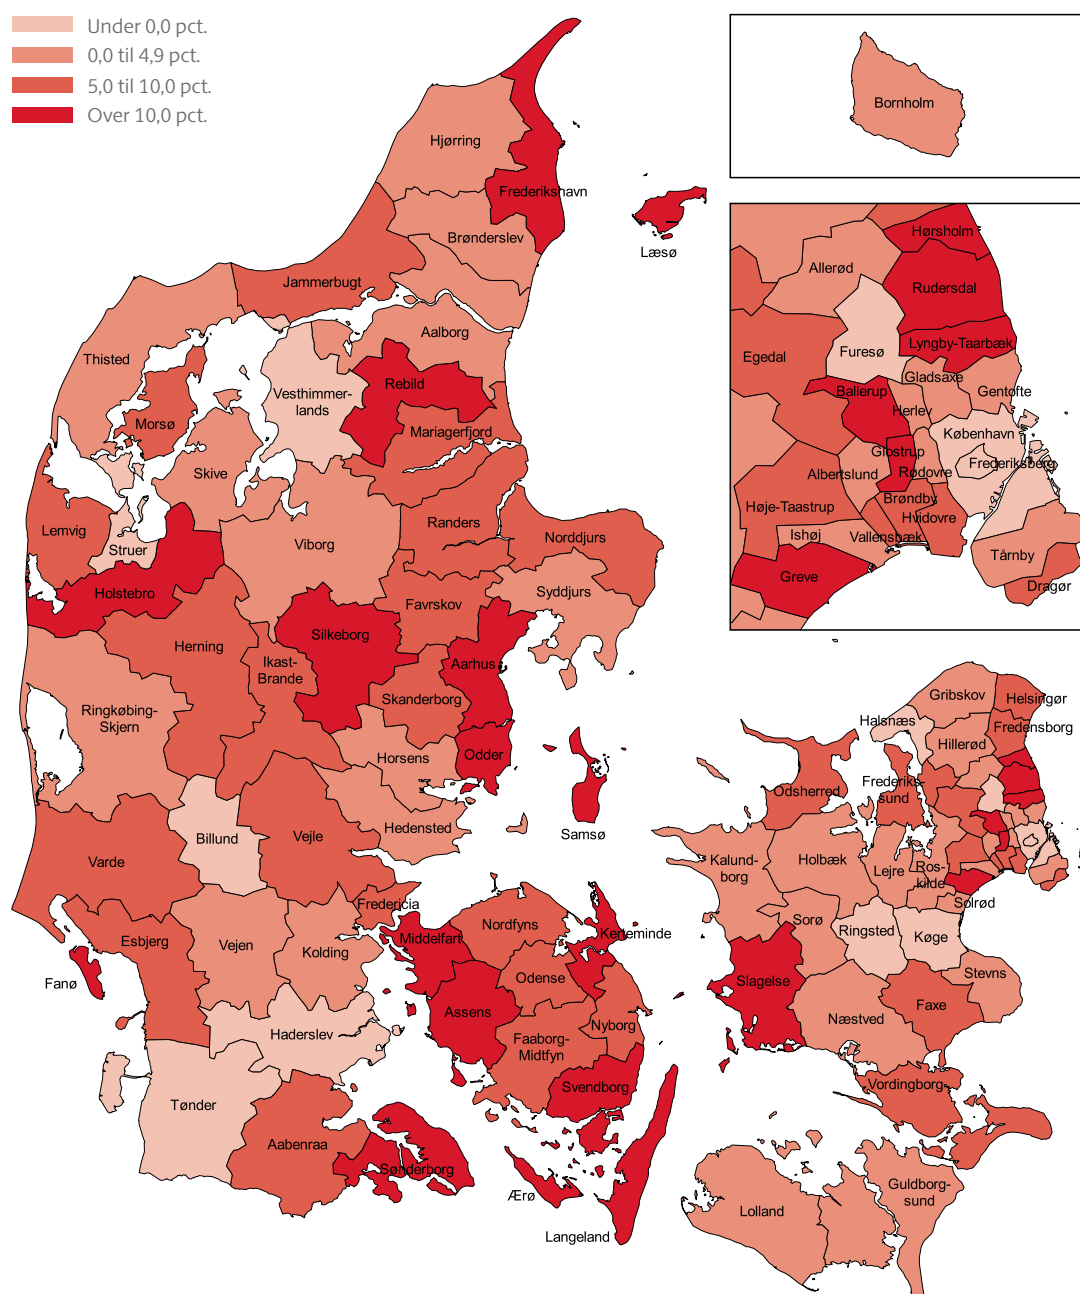 Under 0,0 pct.
0,0 til 4,9 pct.
5,0 til 10,0 pct.
Over 10,0 pct.
Bornholm
Hjørring
Frederikshavn
Brønderslev
Læsø
Jammerbugt
Aalborg
Thisted
Rebild
Vesthimmer-
lands
Morsø
Mariagerfjord
Skive
Lemvig
Struer
Viborg
Randers
Norddjurs
Holstebro
Syddjurs
Favrskov
Silkeborg
Herning
Ikast-
Brande
Aarhus
Skanderborg
Ringkøbing-
Skjern
Horsens
Odder
Samsø
Hedensted
Billund
Vejle
Varde
Fredericia
Esbjerg
Vejen
Kolding
Fanø
Haderslev
Tønder
Aabenraa
Sønderborg
Middelfart
Nordfyns
Kerteminde
Odense
Assens
Nyborg
Faaborg-
Midtfyn
Svendborg
Ærø
Langeland
Hørsholm
Allerød
Rudersdal
Lyngby-Taarbæk
Furesø
Egedal
Gladsaxe
Ballerup
Gentofte
Herlev
København
Glostrup
Frederiksberg
Albertslund
Rødovre
Brøndby
Høje-Taastrup
Hvidovre
Ishøj
Vallensbæk
Tårnby
Greve
Dragør
Gribskov
Helsingør
Halsnæs
Fredensborg
Hillerød
Frederiks-
sund
Odsherred
Kalund-
borg
Holbæk
Lejre
Ros-
kilde
Solrød
Sorø
Ringsted
Køge
Stevns
Slagelse
Næstved
Faxe
Vordingborg
Guldborg-
sund
Lolland